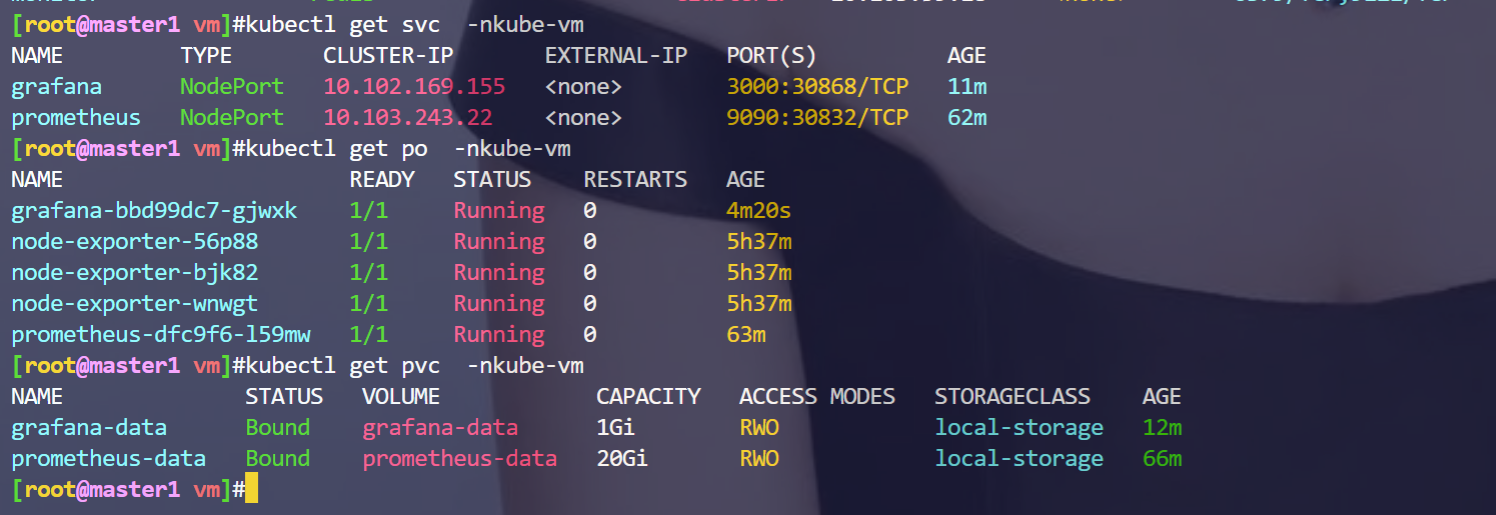 [root@master1 vm]#kubectl get svc  -nkube-vm
NAME         TYPE       CLUSTER-IP       EXTERNAL-IP   PORT(S)          AGE
grafana      NodePort   10.102.169.155   <none>        3000:30868/TCP   11m
prometheus   NodePort   10.103.243.22    <none>        9090:30832/TCP   62m
[root@master1 vm]#kubectl get po  -nkube-vm
NAME                      READY   STATUS    RESTARTS   AGE
grafana-bbd99dc7-gjwxk    1/1     Running   0          4m20s
node-exporter-56p88       1/1     Running   0          5h37m
node-exporter-bjk82       1/1     Running   0          5h37m
node-exporter-wnwgt       1/1     Running   0          5h37m
prometheus-dfc9f6-l59mw   1/1     Running   0          63m
[root@master1 vm]#kubectl get pvc  -nkube-vm
NAME              STATUS   VOLUME            CAPACITY   ACCESS MODES   STORAGECLASS    AGE
grafana-data      Bound    grafana-data      1Gi        RWO            local-storage   12m
prometheus-data   Bound    prometheus-data   20Gi       RWO            local-storage   66m
[root@master1 vm]#